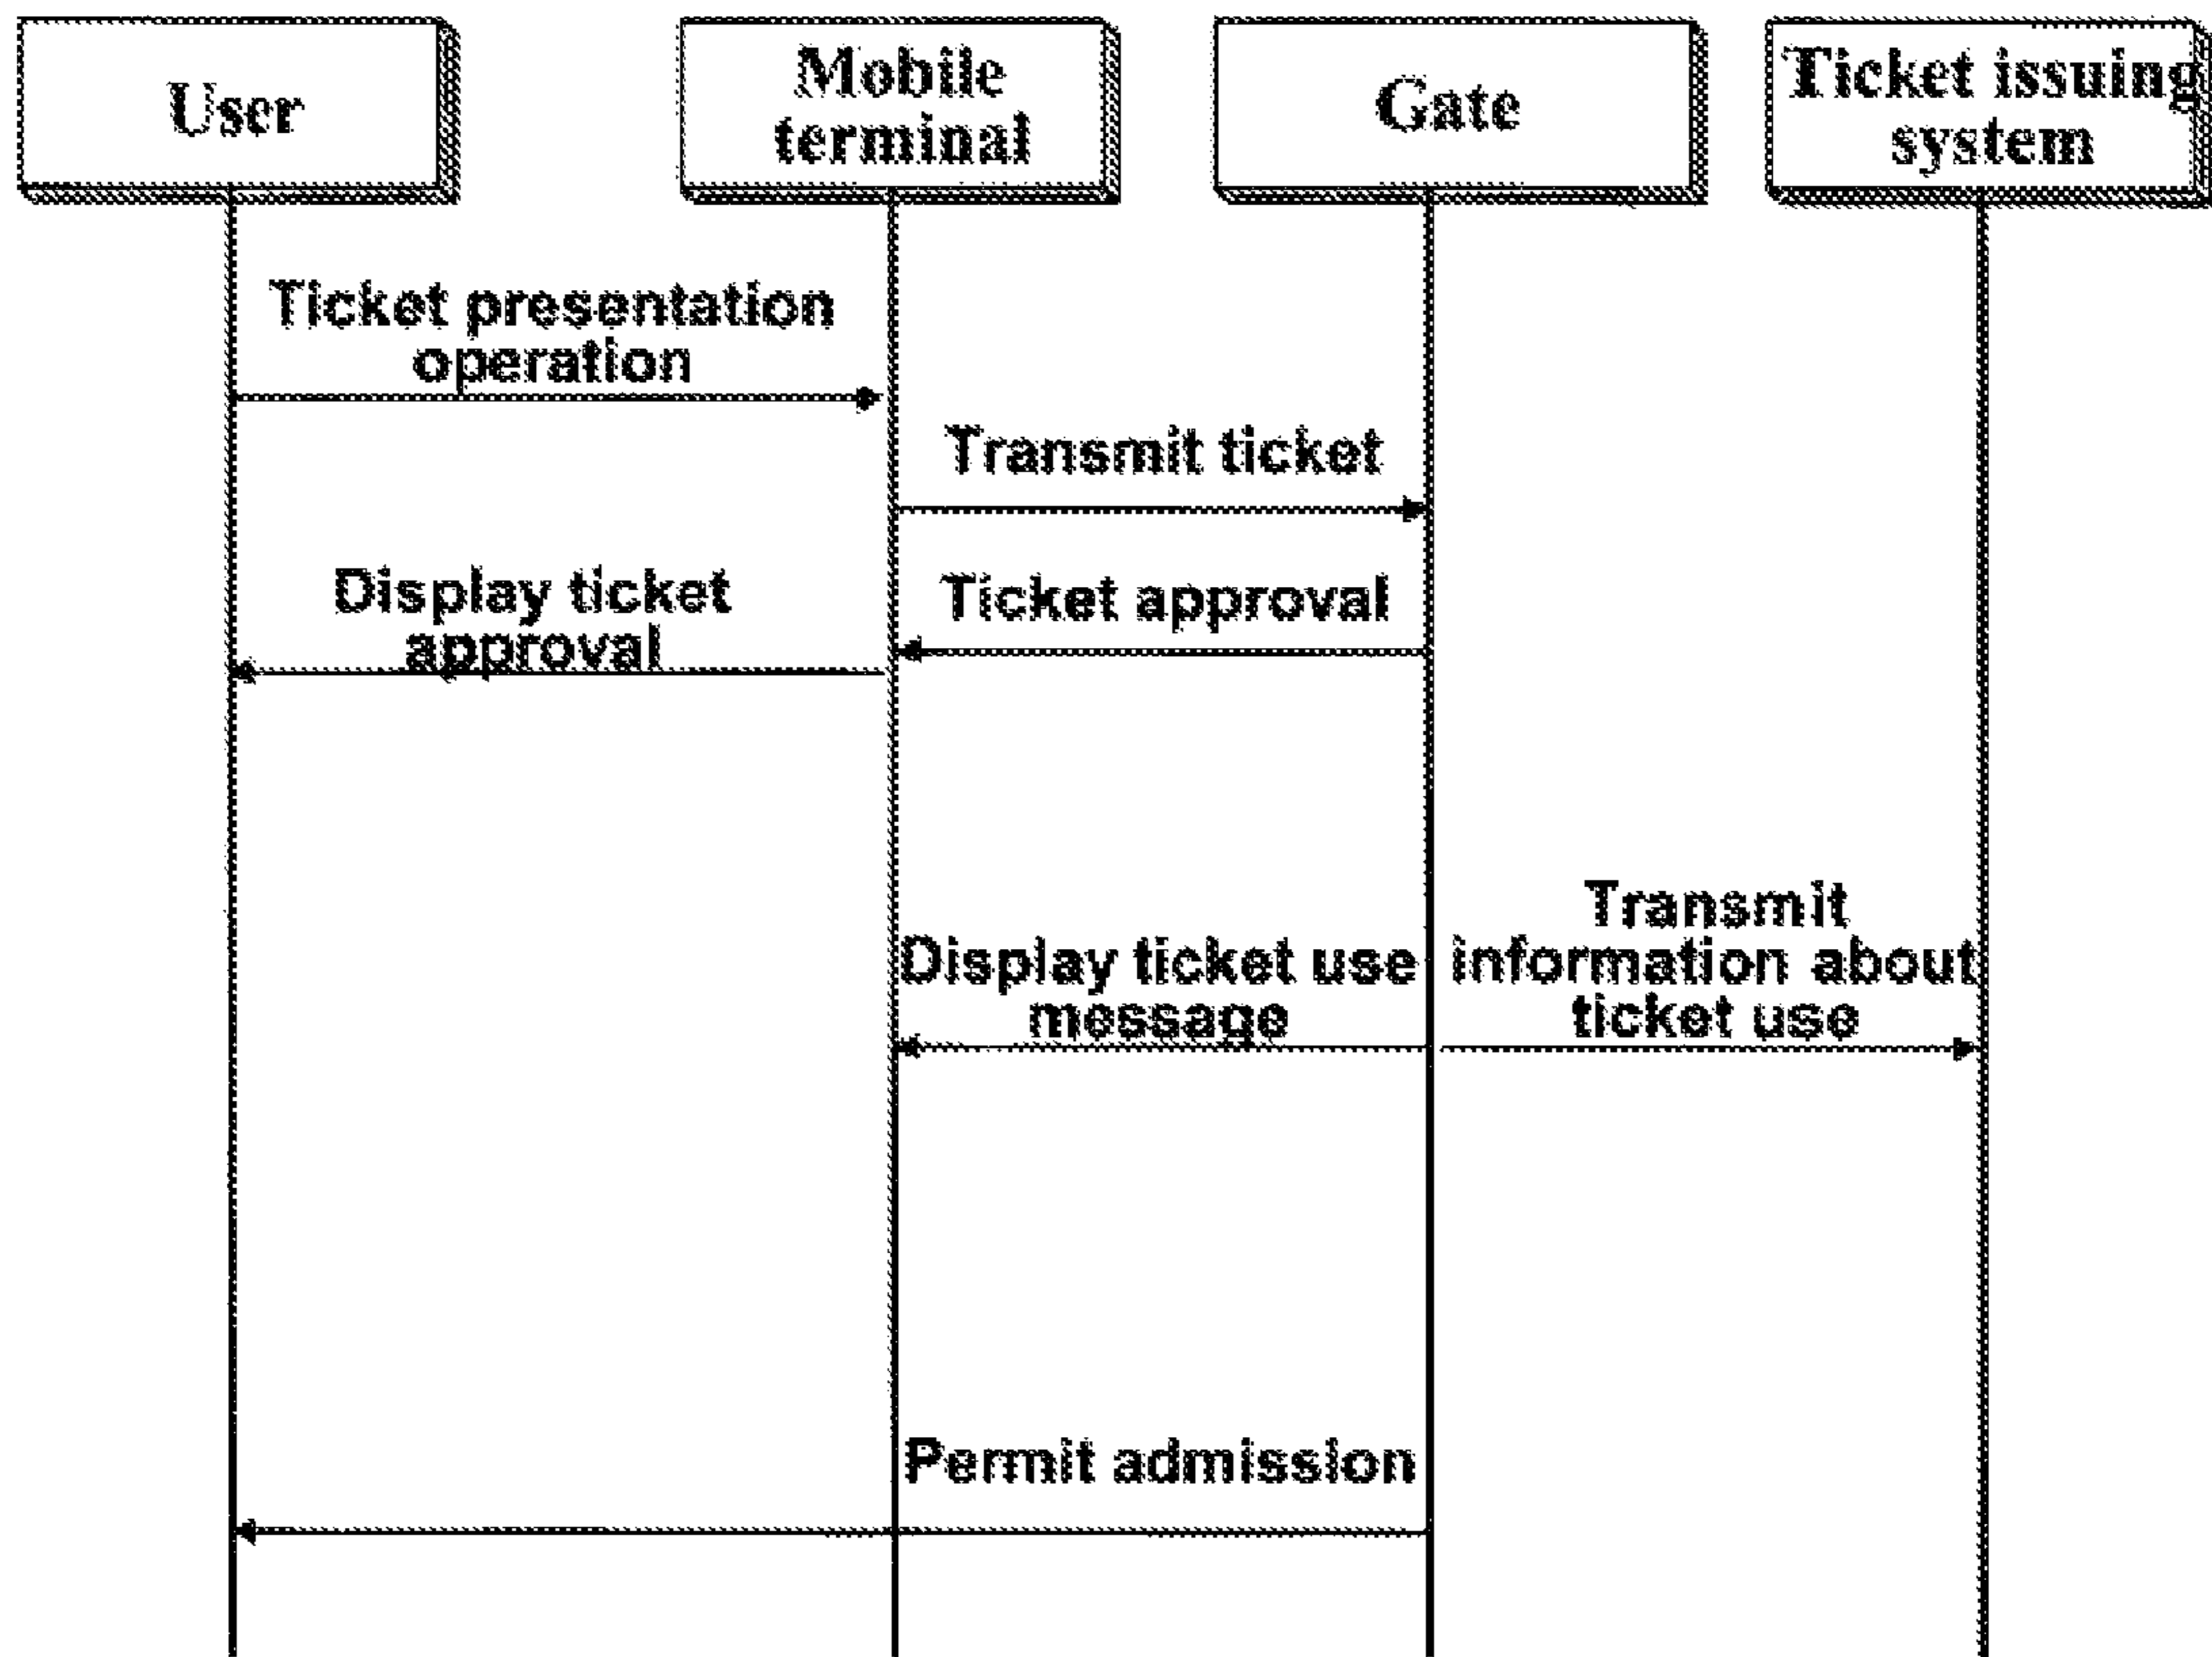 User
Mobile
terminal
Gate
Ticket issuing
system
Ticket presentation
operation
Transmit ticket
Display ticket
approval
Ticket approval
Display ticket use
message
Transmit
information about
ticket use
Permit admission